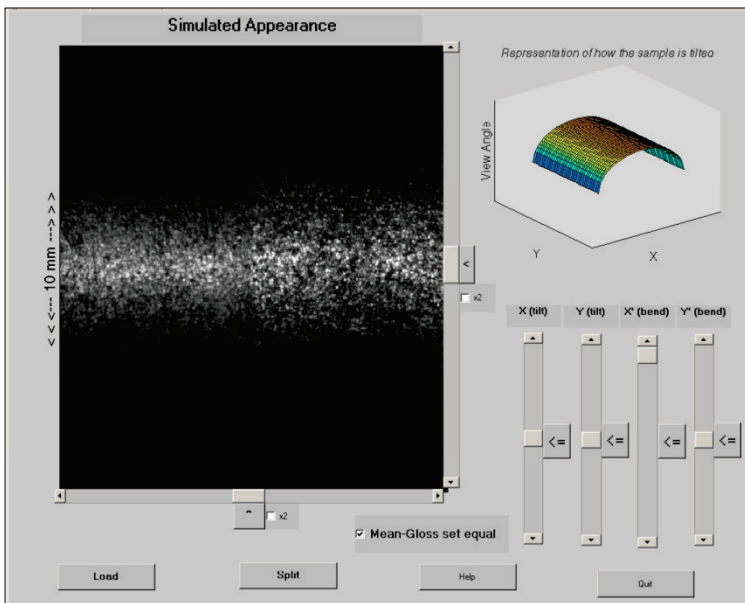 Simulated Appearance
Representation of how the sample is tilted
View Angle
Y
X
< < < ---- 10 mm ---- > > >
<
x2
X (tilt)
Y (tilt)
X' (bend)
Y' (bend)
<=
<=
<=
<=
^
x2
Mean-Gloss set equal
Load
Split
Help
Quit